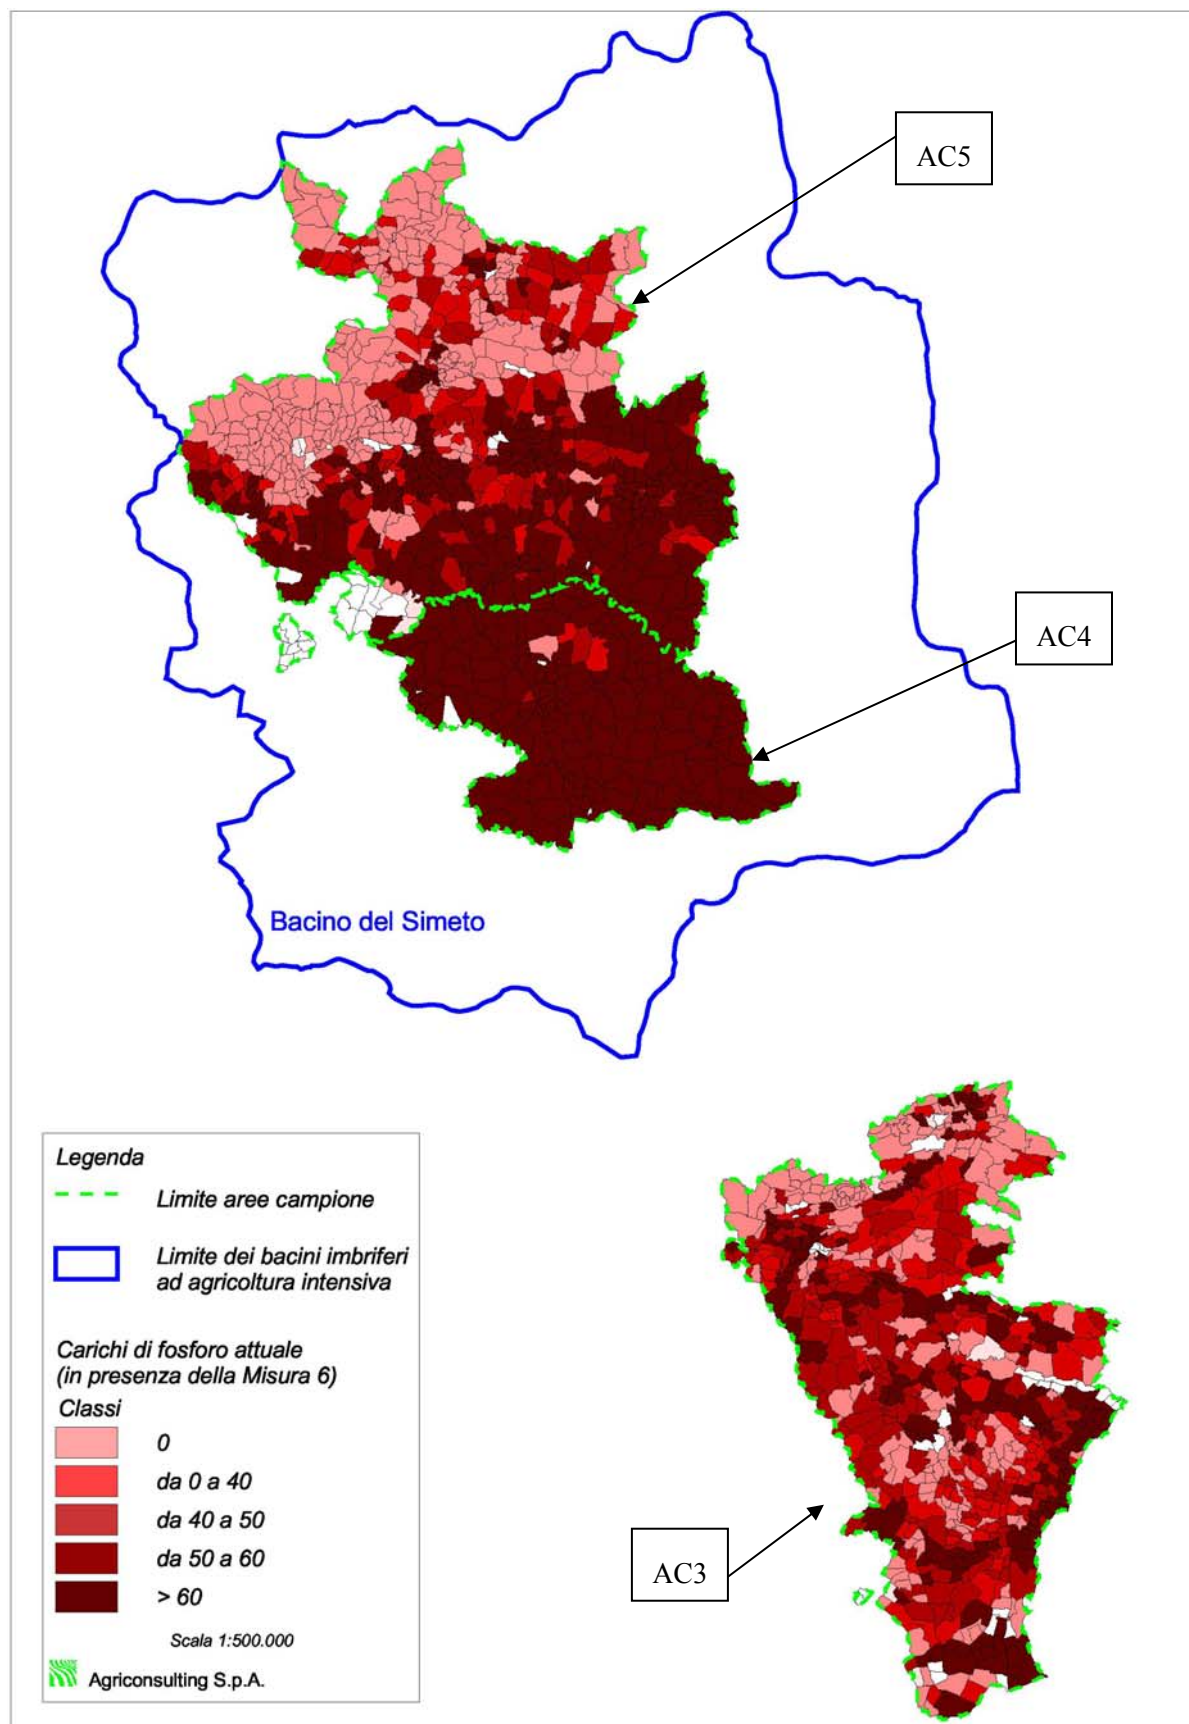 AC5
AC4
Bacino del Simeto
AC3
Legenda
Limite aree campione
Limite dei bacini imbriferi
ad agricoltura intensiva
Carichi di fosforo attuale
(in presenza della Misura 6)
Classi
0
da 0 a 40
da 40 a 50
da 50 a 60
> 60
Scala 1:500.000
Agriconsulting S.p.A.